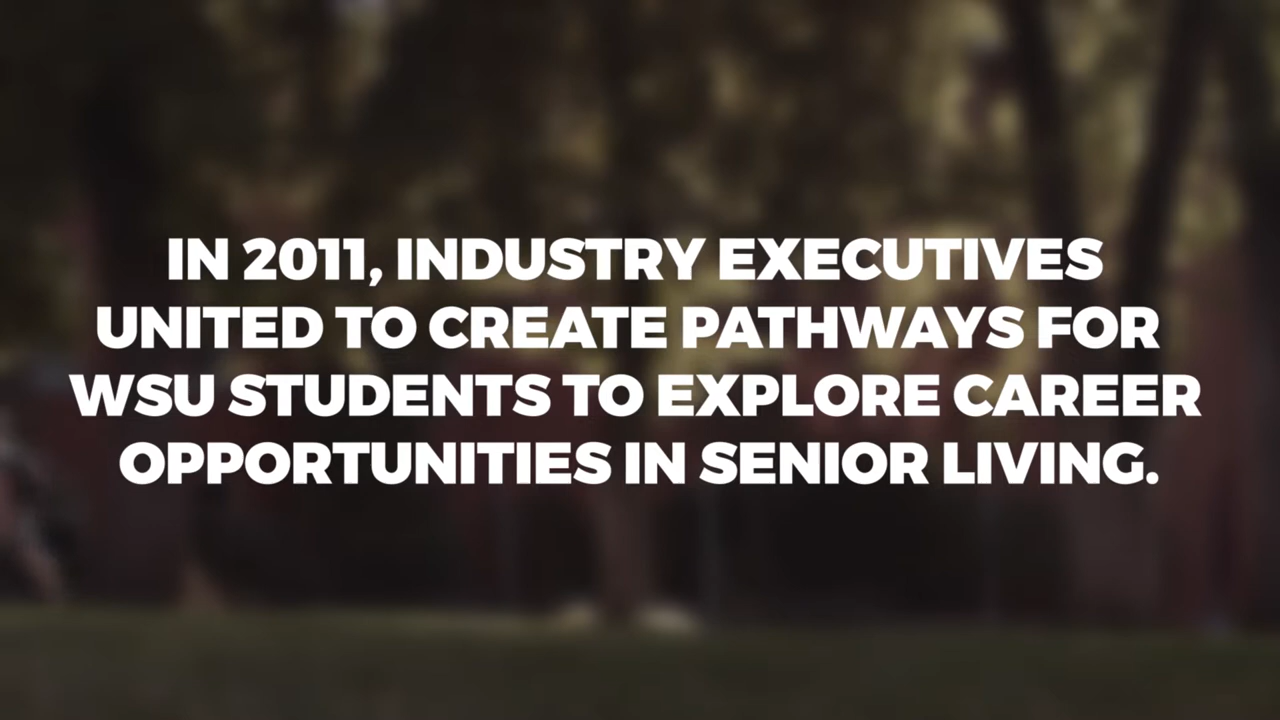 IN 2011, INDUSTRY EXECUTIVES
UNITED TO CREATE PATHWAYS FOR
WSU STUDENTS TO EXPLORE CAREER
OPPORTUNITIES IN SENIOR LIVING.